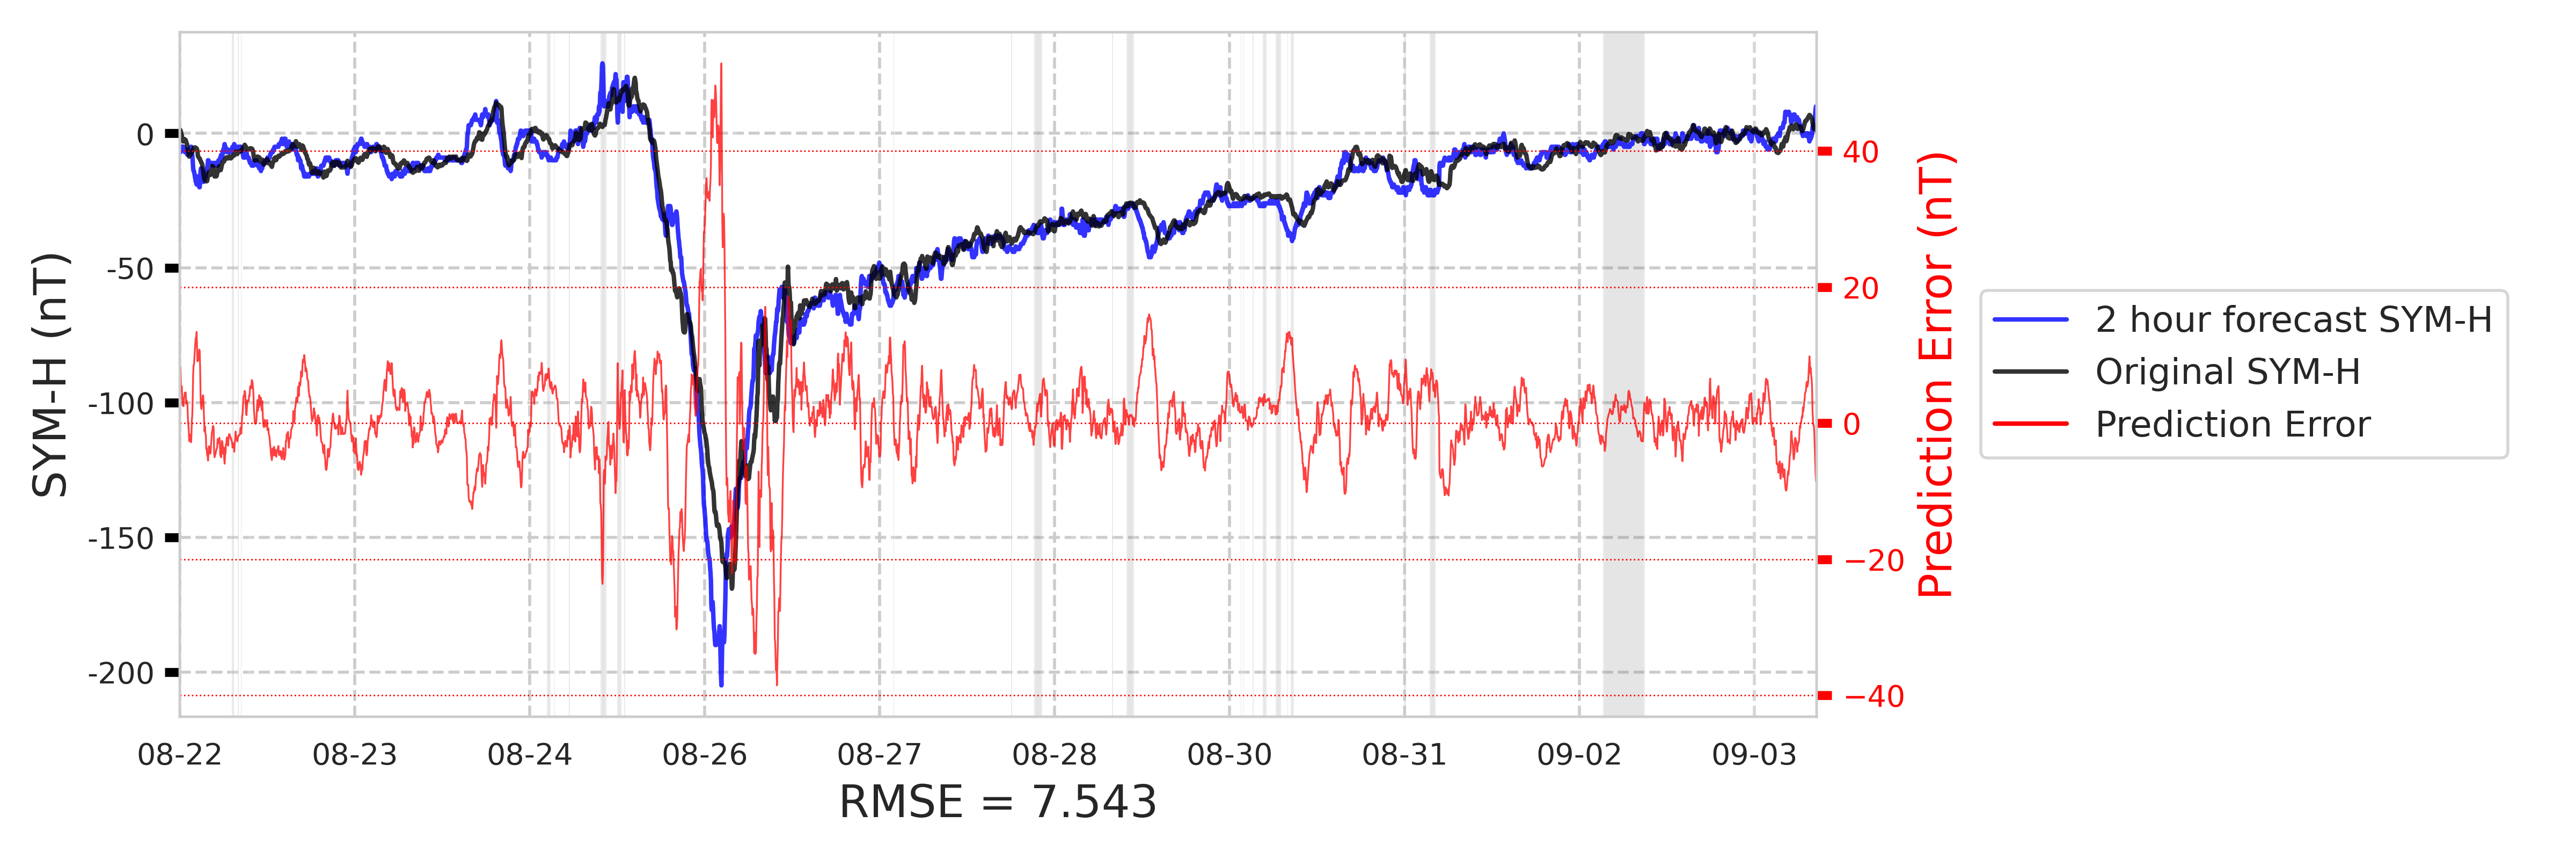 SYM-H (nT)
0
-50
-100
-150
-200
40
20
0
−20
−40
Prediction Error (nT)
08-22 08-23 08-24 08-26 08-27 08-28 08-30 08-31 09-02 09-03
RMSE = 7.543
2 hour forecast SYM-H
Original SYM-H
Prediction Error